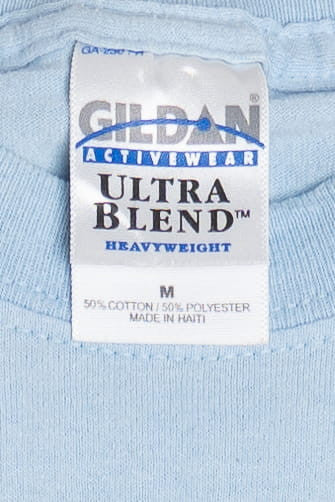 GILDAN®
ACTIVEWEAR
ULTRA
BLEND™
HEAVYWEIGHT
M
50% COTTON / 50% POLYESTER
MADE IN HAITI